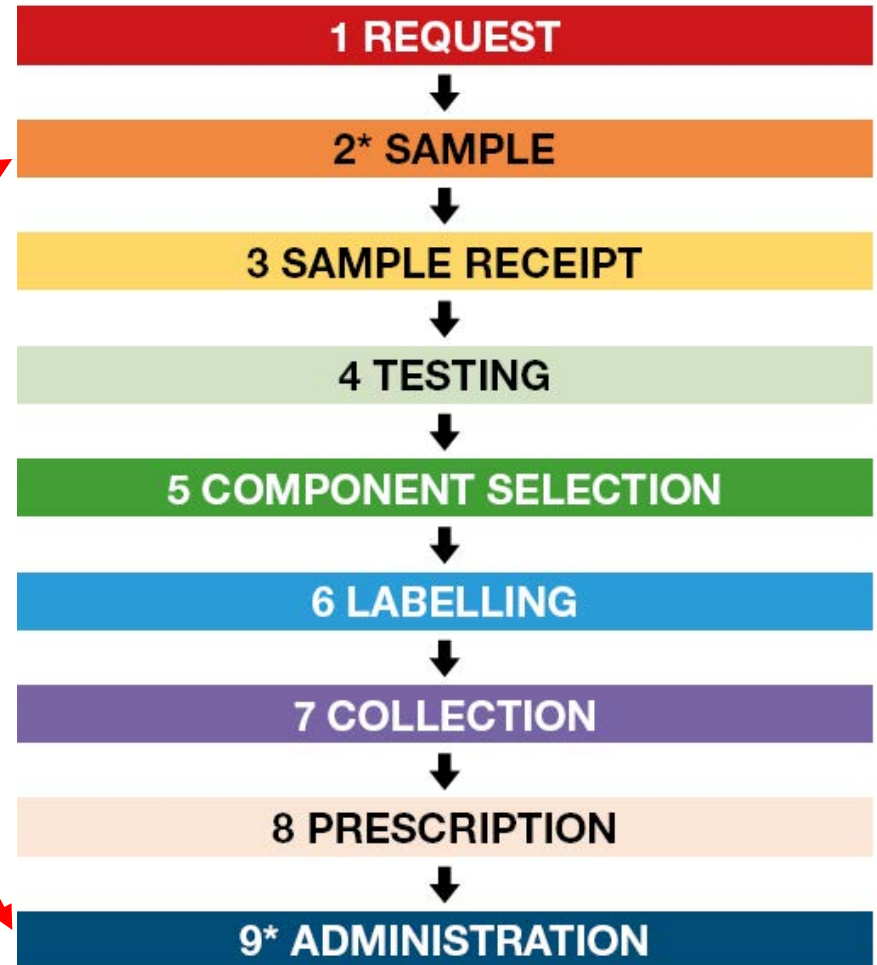 1 REQUEST
2* SAMPLE
3 SAMPLE RECEIPT
4 TESTING
5 COMPONENT SELECTION
6 LABELLING
7 COLLECTION
8 PRESCRIPTION
9* ADMINISTRATION